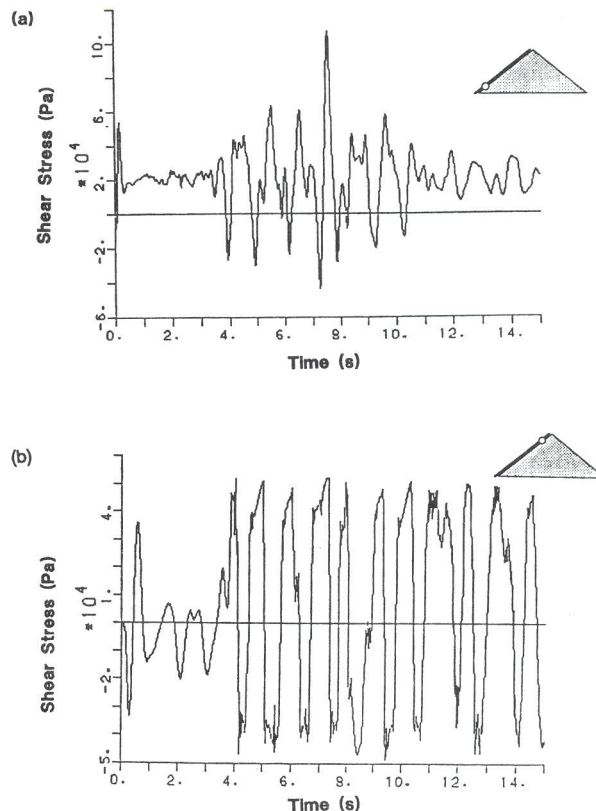 (a)
Shear Stress (Pa)
*10⁴
10.
6.
2.
-2.
-6.
0. 2. 4. 6. 8. 10. 12. 14.
Time (s)
(b)
Shear Stress (Pa)
*10⁴
4.
1.
-2.
-5.
0. 2. 4. 6. 8. 10. 12. 14.
Time (s)